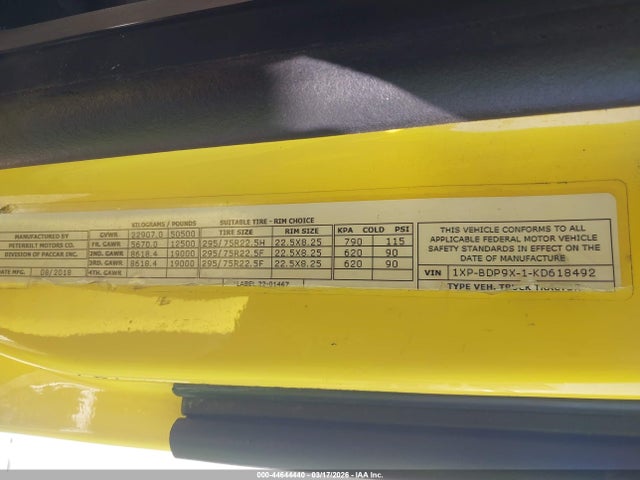 KILOGRAMS / POUNDS SUITABLE TIRE - RIM CHOICE
MANUFACTURED BY GVWR 22907.0 50500 TIRE SIZE RIM SIZE KPA COLD PSI
PETERBILT MOTORS CO. FR. GAWR 5670.0 12500 295/75R22.5H 22.5X8.25 790 115
DIVISION OF PACCAR INC. 2ND. GAWR 8618.4 19000 295/75R22.5F 22.5X8.25 620 90
3RD. GAWR 8618.4 19000 295/75R22.5F 22.5X8.25 620 90
DATE MFG. 08/2018 4TH. GAWR
LABEL 22-01467
THIS VEHICLE CONFORMS TO ALL
APPLICABLE FEDERAL MOTOR VEHICLE
SAFETY STANDARDS IN EFFECT ON THE
DATE OF MANUFACTURE
VIN 1XP-BDP9X-1-KD618492
TYPE VEH. TRUCK TRACTOR
000-44644440 - 03/17/2026 - IAA Inc.